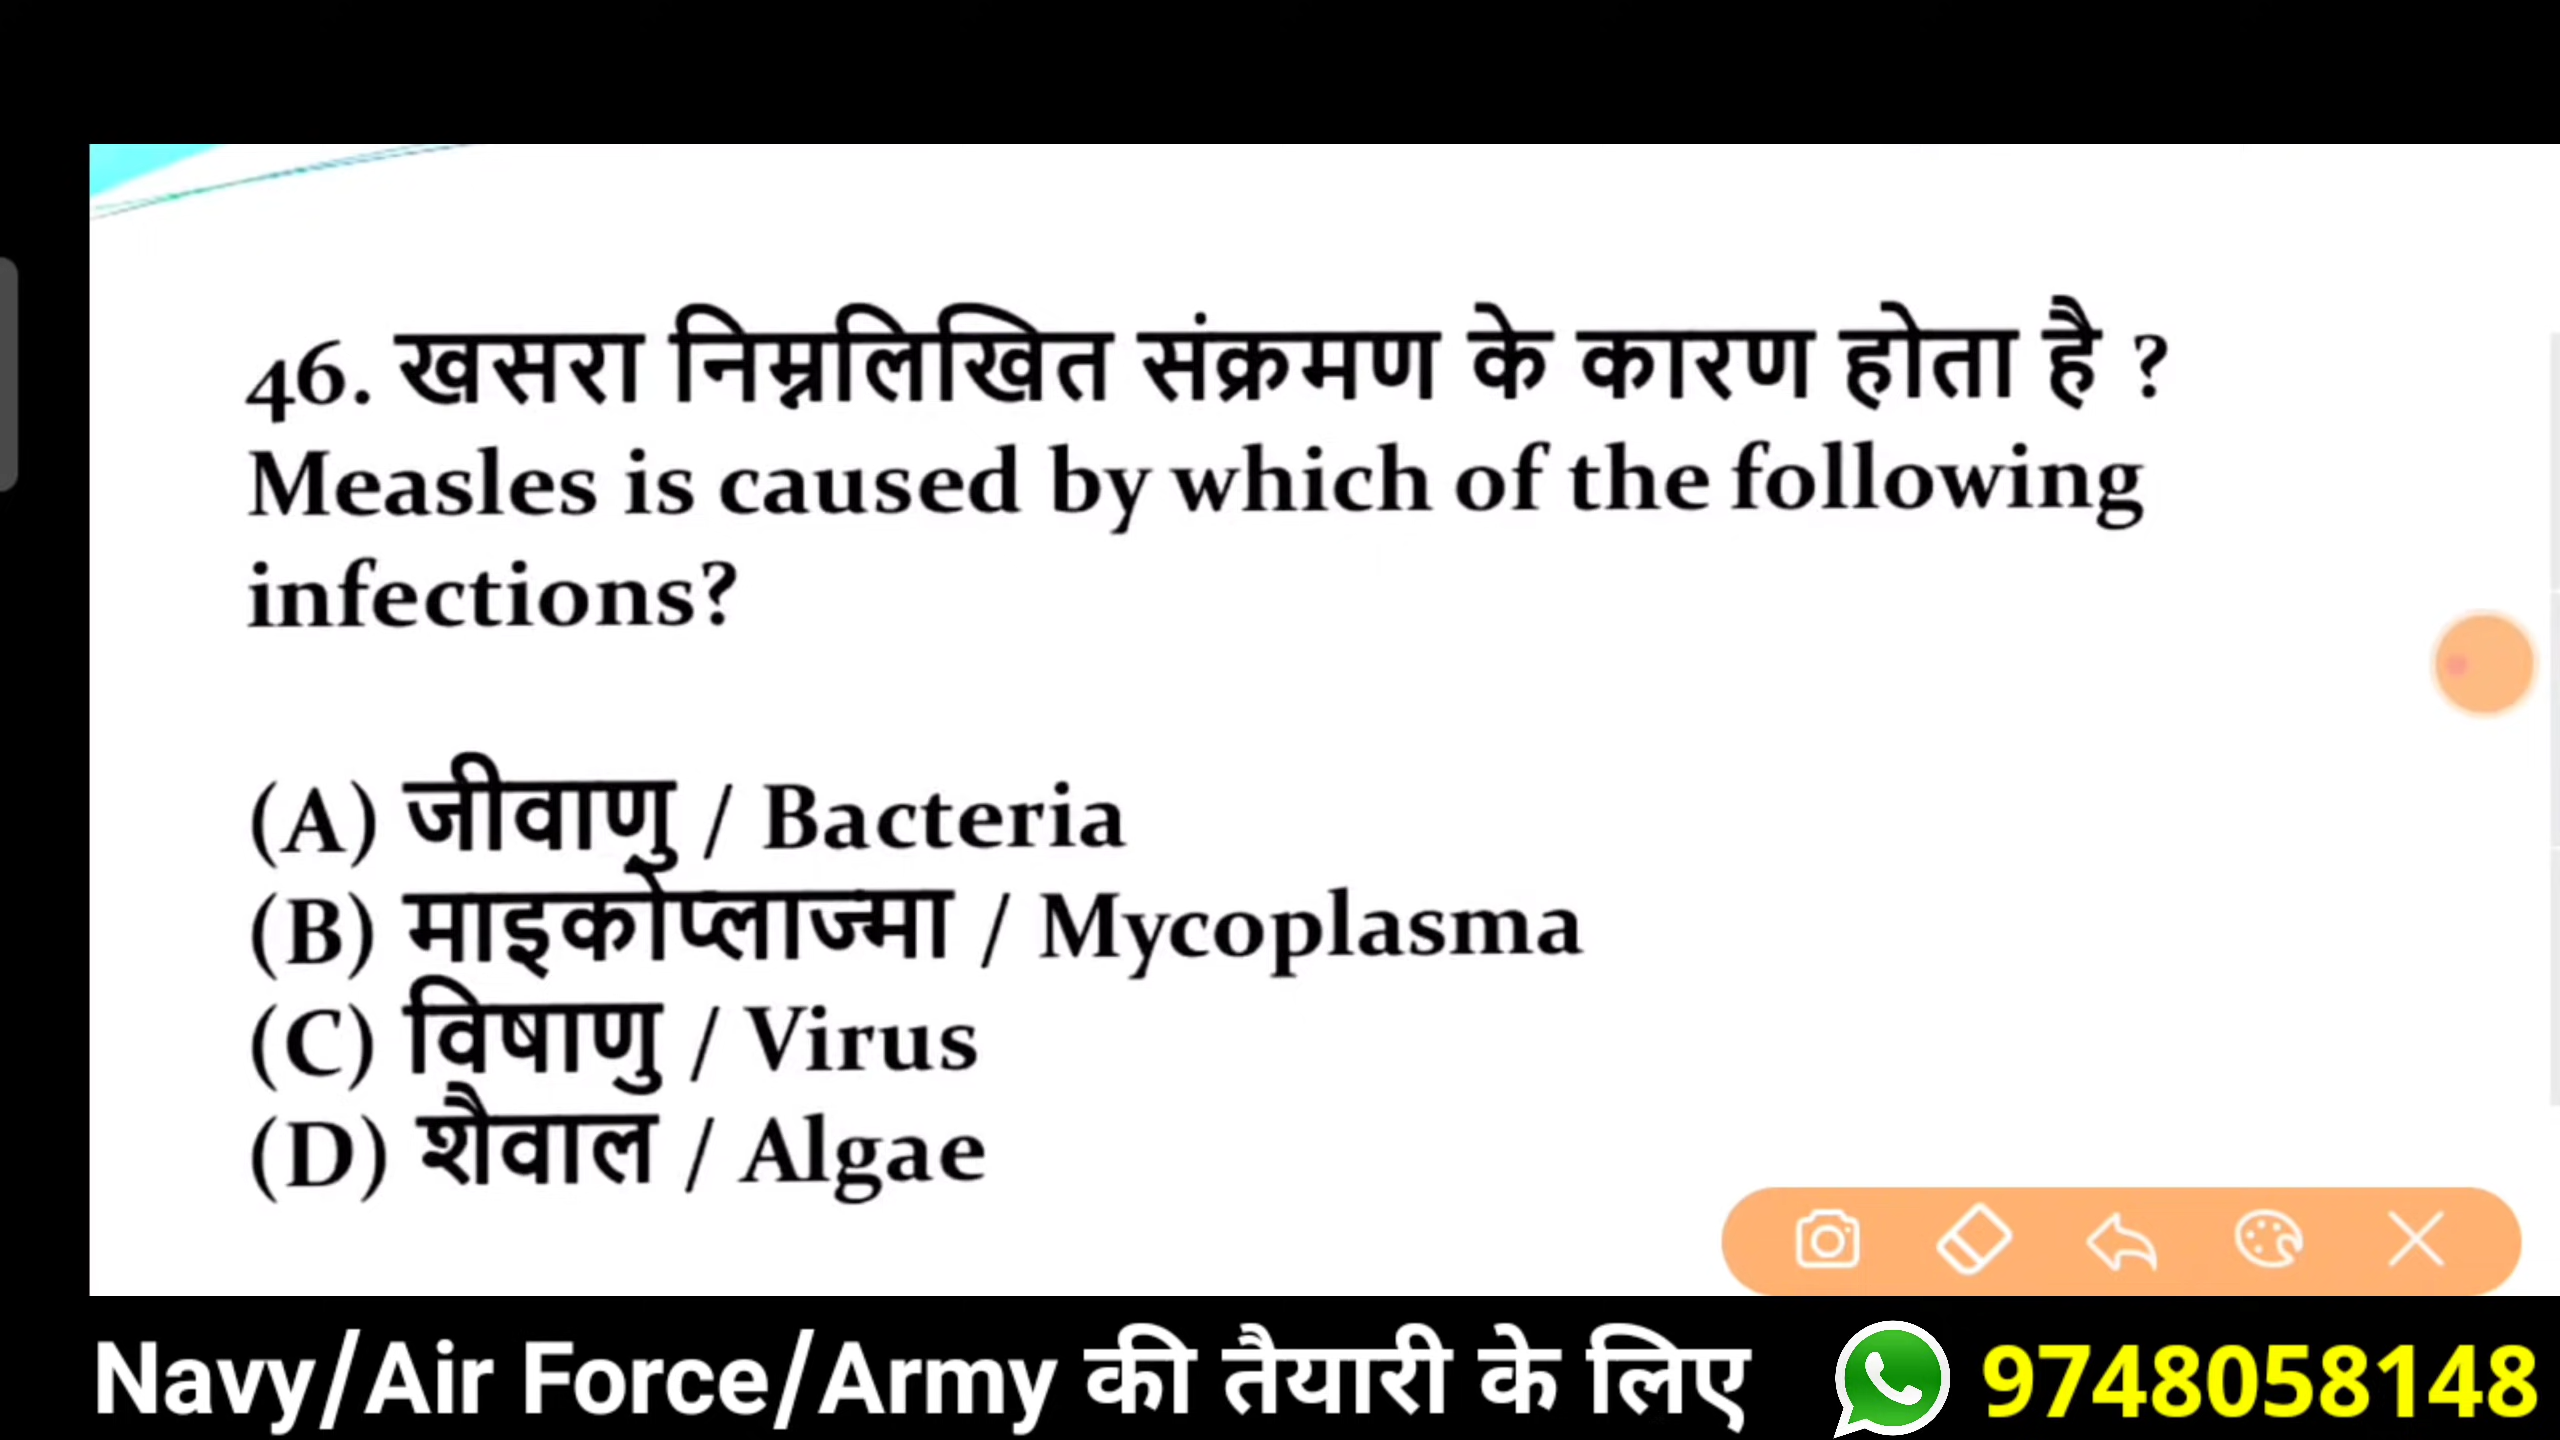 46. खसरा निम्नलिखित संक्रमण के कारण होता है ?
Measles is caused by which of the following
infections?
(A) जीवाणु / Bacteria
(B) माइकोप्लाज्मा / Mycoplasma
(C) विषाणु / Virus
(D) शैवाल / Algae
Navy/Air Force/Army की तैयारी के लिए 9748058148